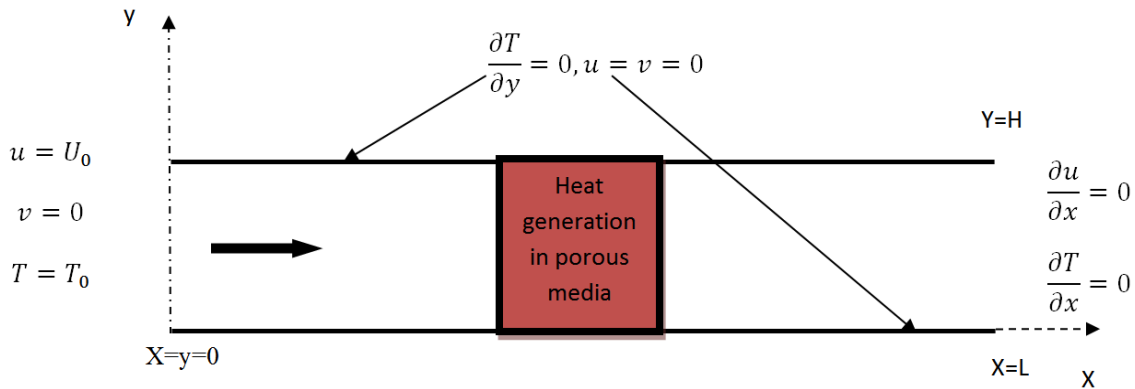 y
∂T/∂y = 0, u = v = 0
Y=H
u = U₀
v = 0
T = T₀
Heat
generation
in porous
media
∂u/∂x = 0
∂T/∂x = 0
X=y=0
X=L
X